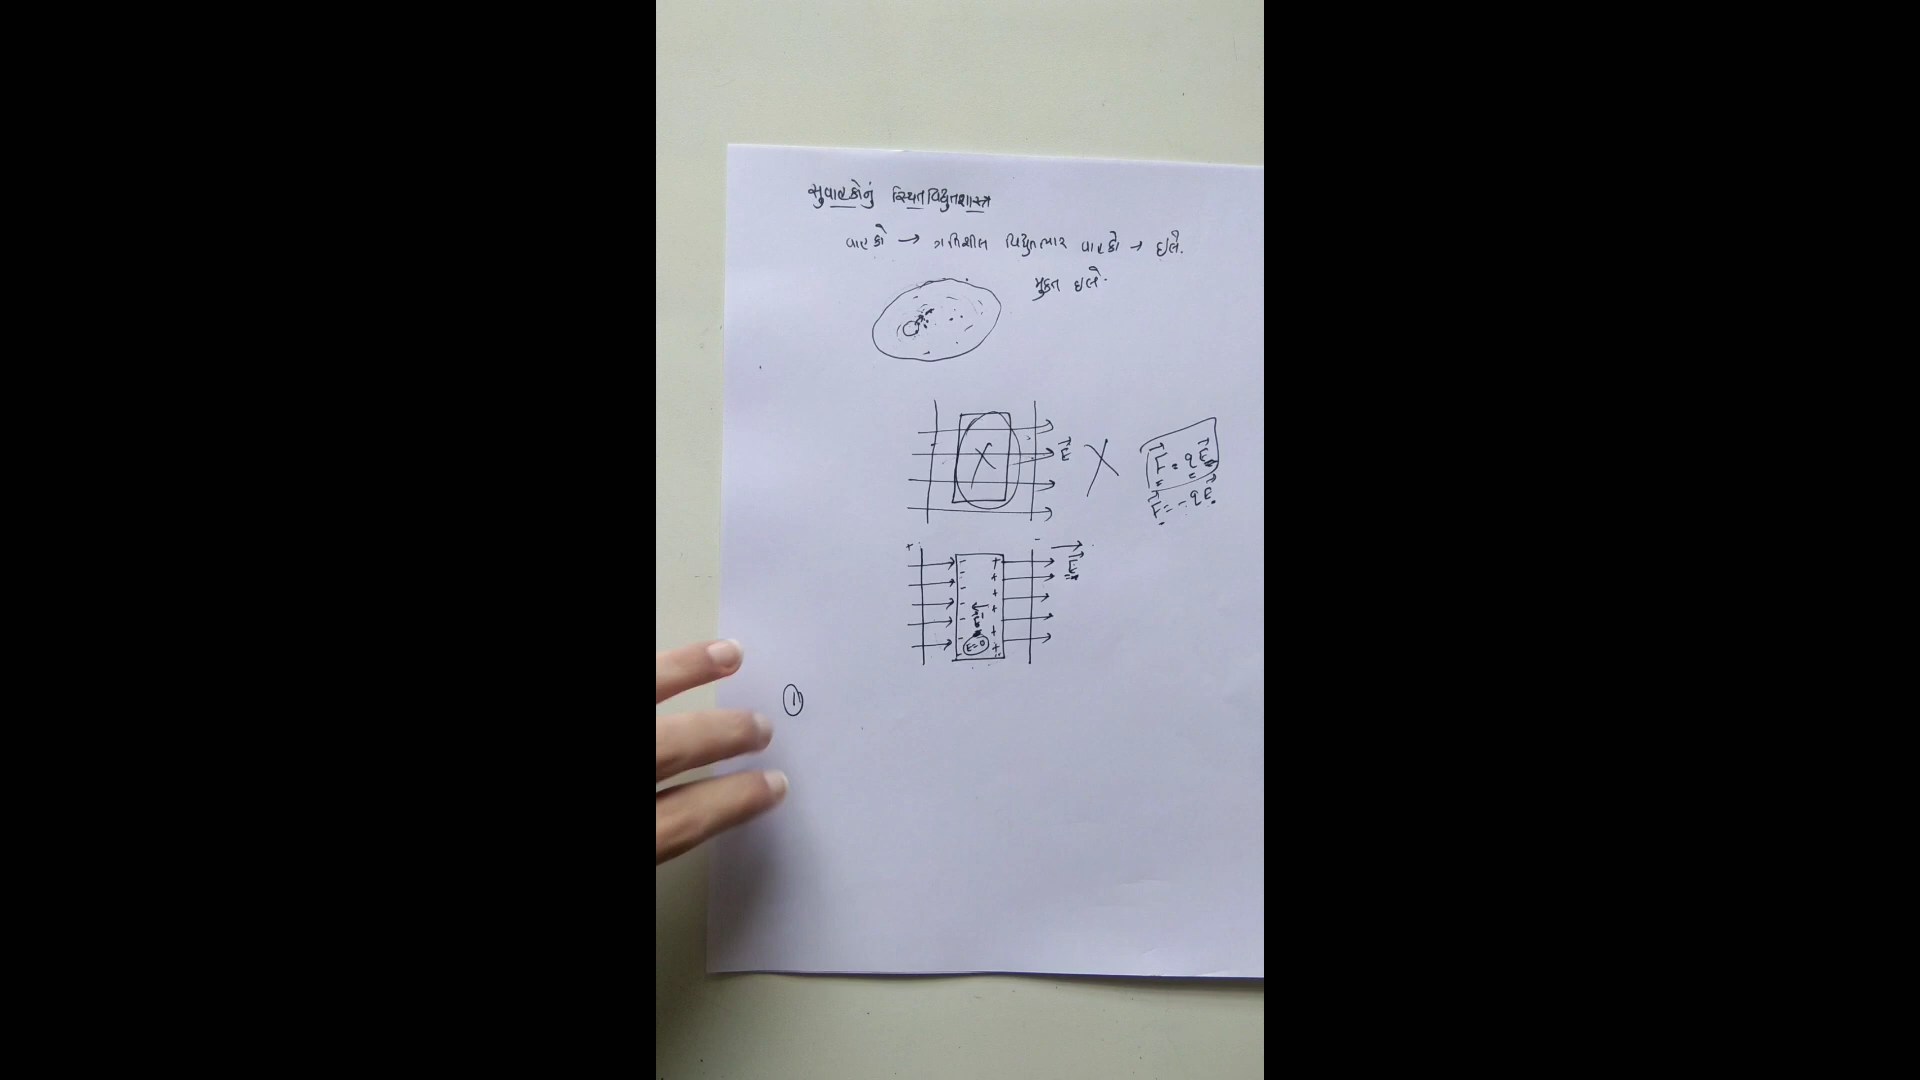 સુવાહકોનું સ્થિતવિદ્યુતશાસ્ત્ર
વાહકો → ગતિશીલ વિદ્યુતભાર વાહકો → ઇલે.
મુક્ત ઇલે.
E
F = qE
F = -qE
+ -
E
- +
- +
- +
- +
- +
E=0 +
1